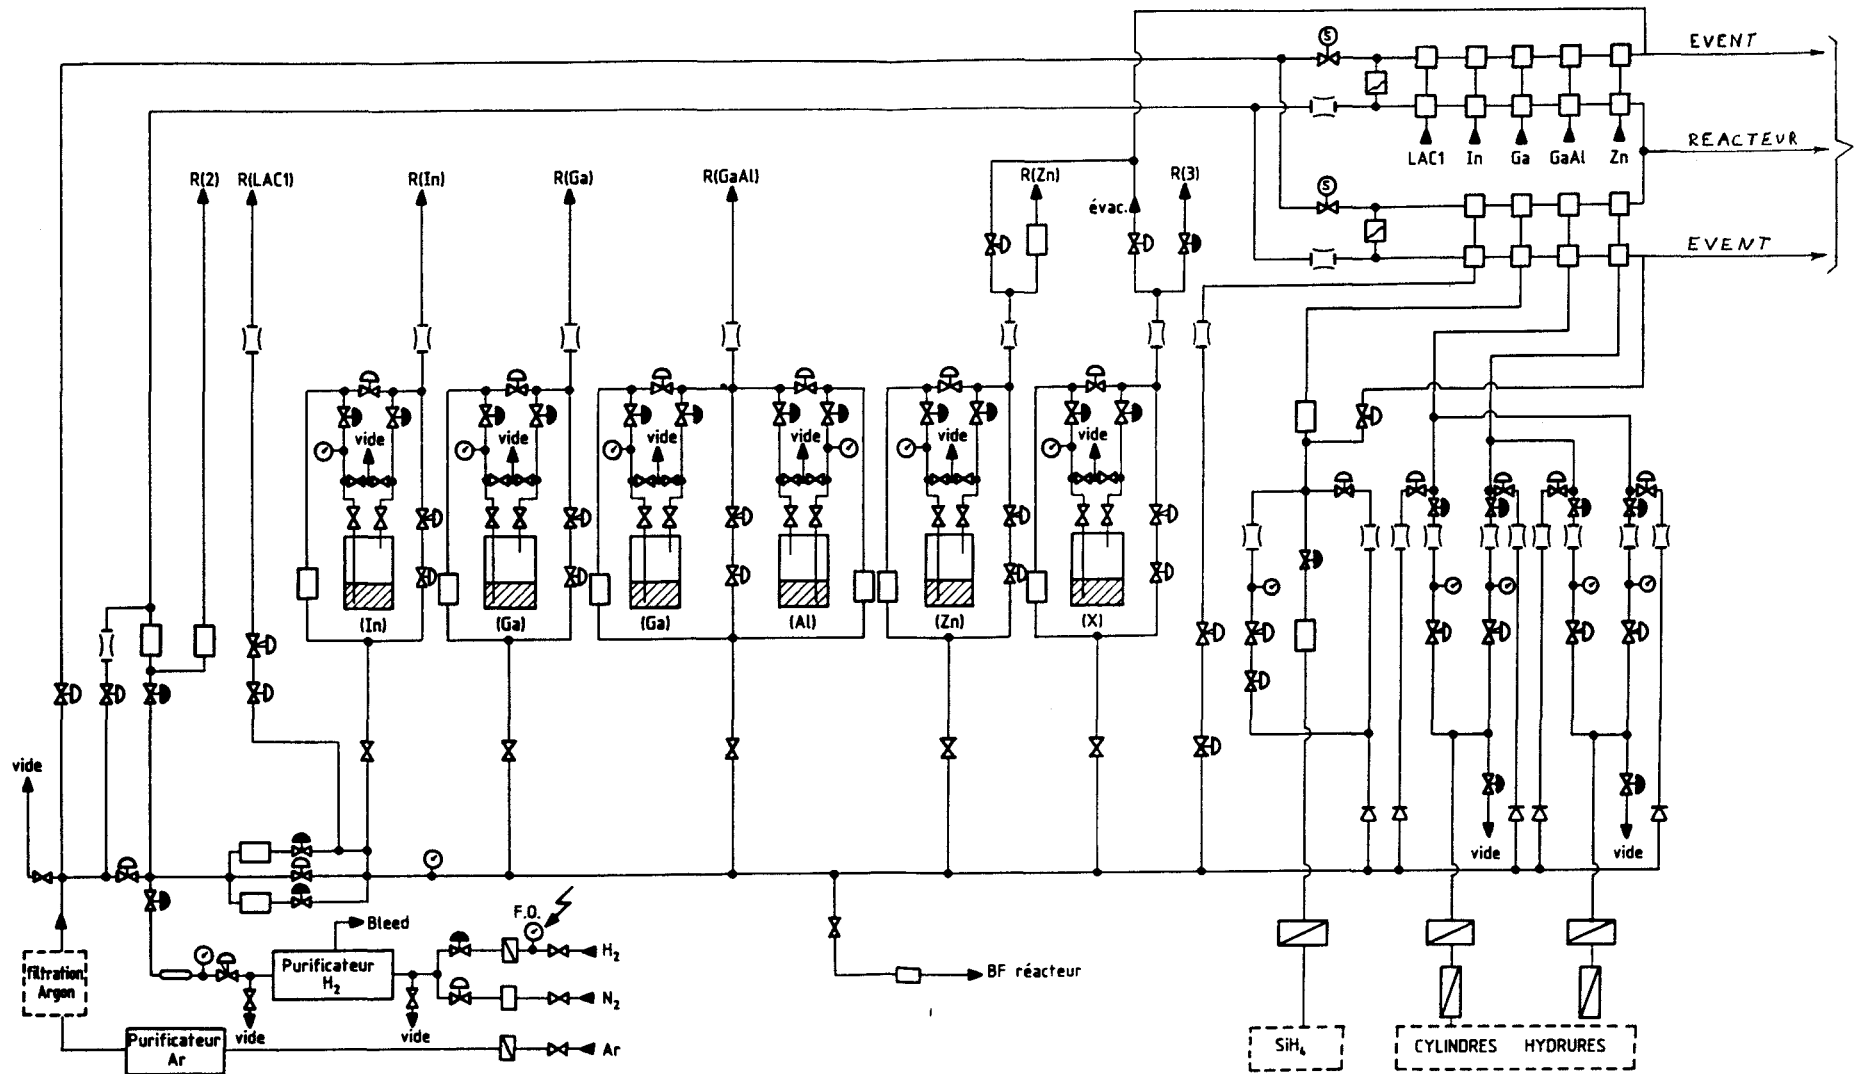 EVENT
S
LAC1 In Ga GaAl Zn
REACTEUR
R(2) R(LAC1) R(In) R(Ga) R(GaAl) R(Zn) R(3)
S
évac.
EVENT
vide vide vide vide vide vide
(In) (Ga) (Ga) (Al) (Zn) (X)
vide
vide vide
Bleed
F.O.
H2
Purificateur
H2
filtration
Argon
BF réacteur
N2
vide vide
Purificateur
Ar
Ar
SiH4
CYLINDRES HYDRURES